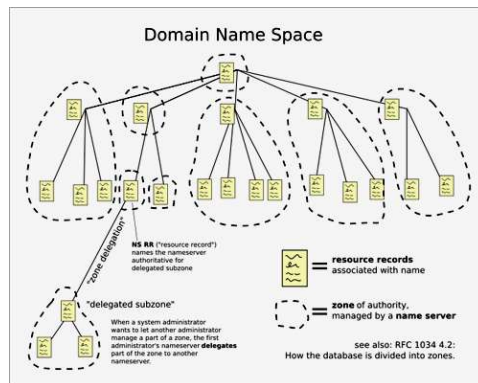 Domain Name Space
NS RR ("resource record")
names the nameserver
authoritative for
delegated subzone
"zone delegation"
resource records
associated with name
"delegated subzone"
When a system administrator
wants to let another administrator
manage a part of a zone, the first
administrator's nameserver delegates
part of the zone to another
nameserver.
zone of authority,
managed by a name server
see also: RFC 1034 4.2:
How the database is divided into zones.